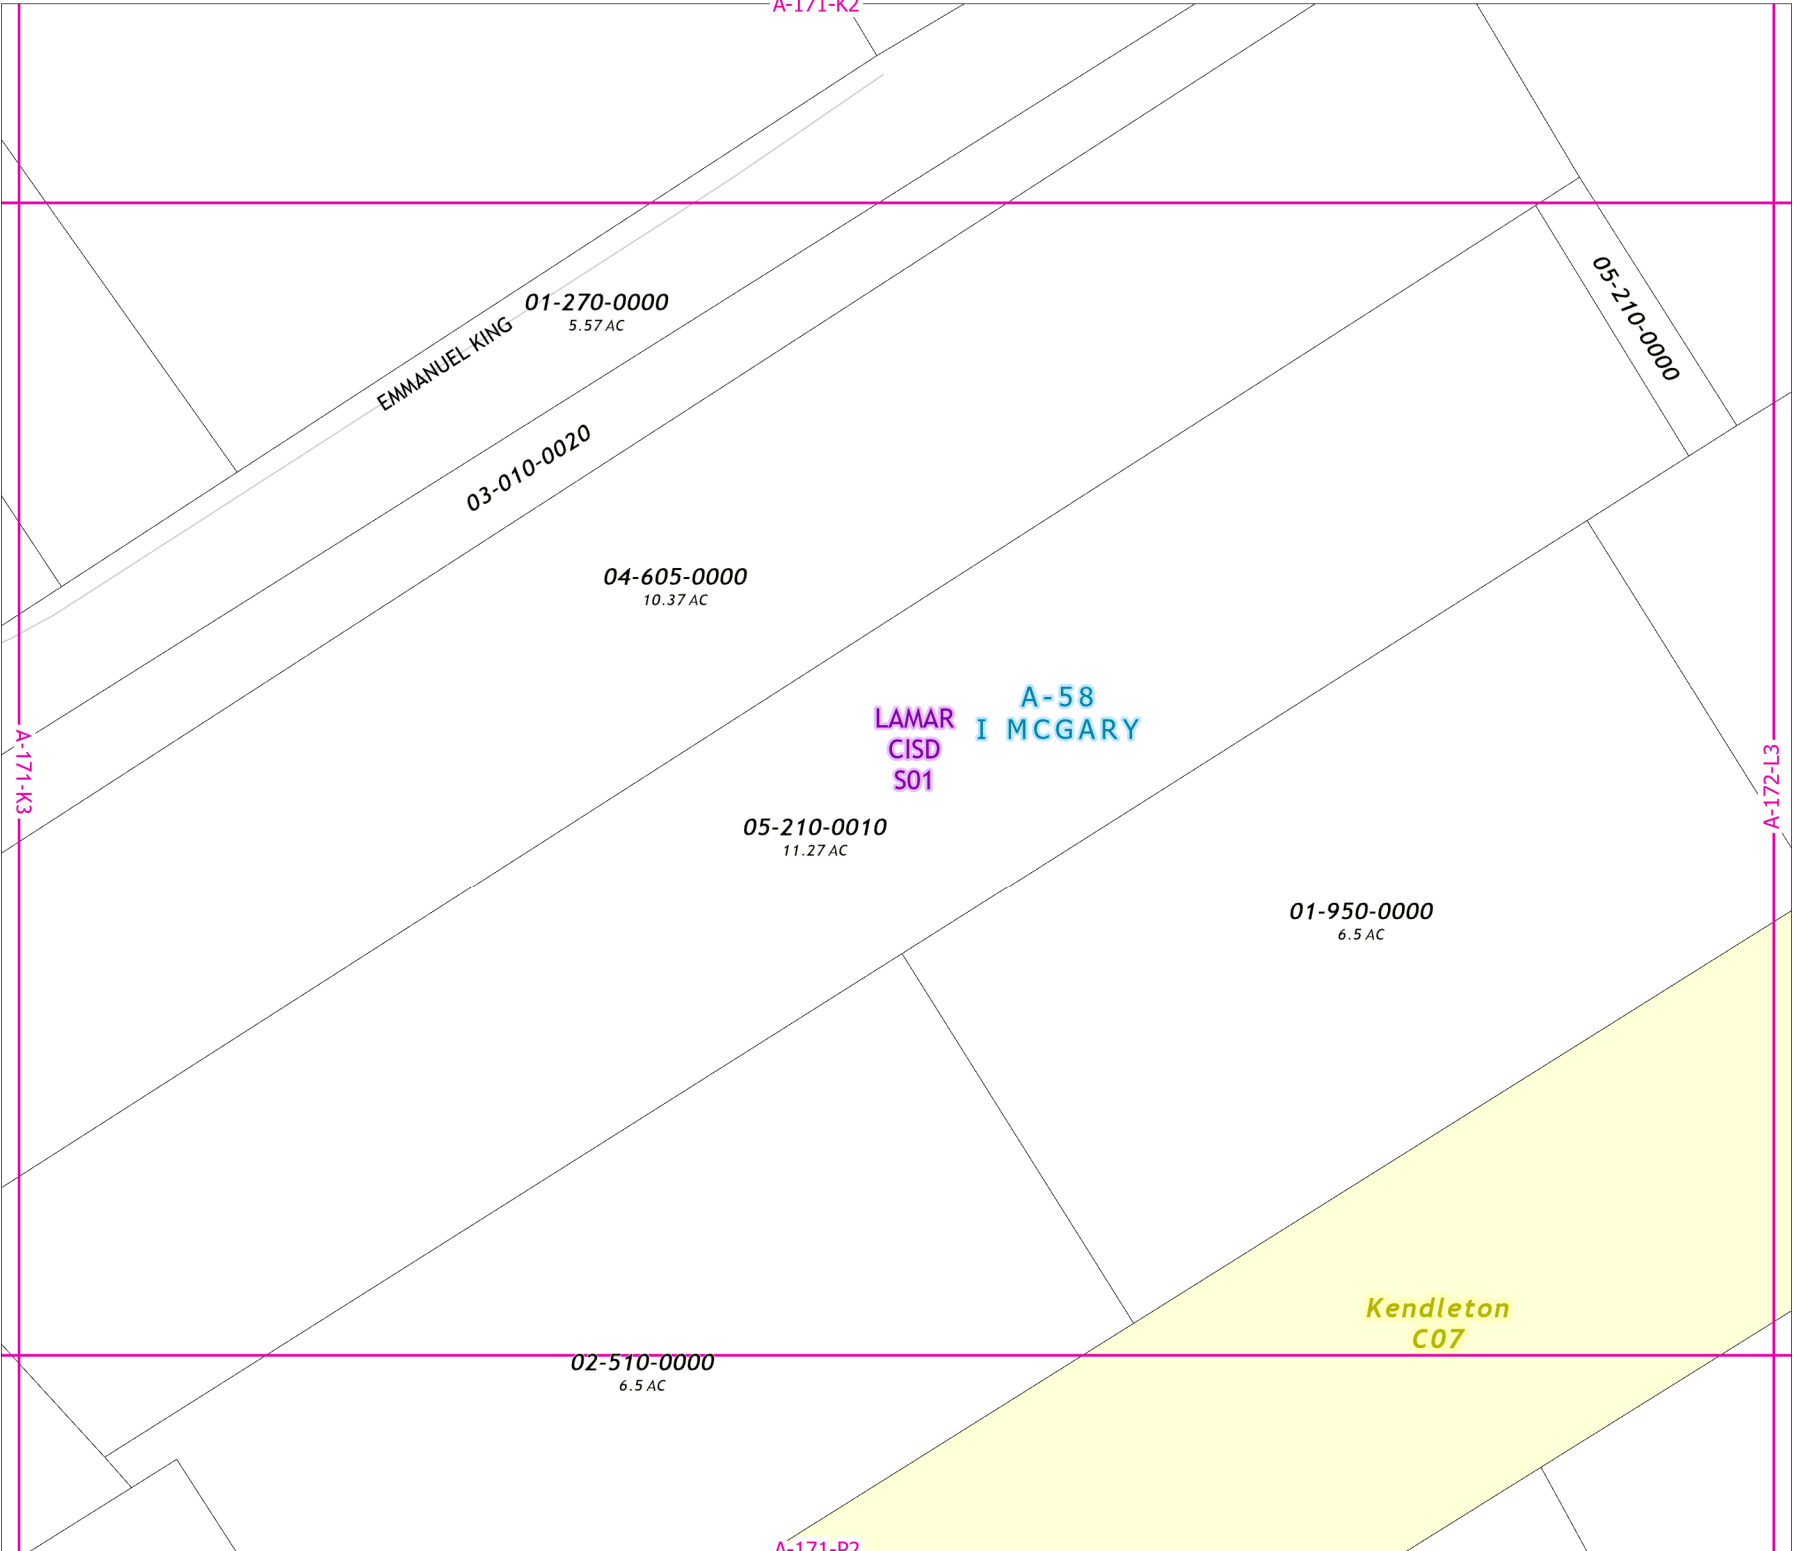 A-171-K2
05-210-0000
01-270-0000
5.57 AC
EMMANUEL KING
03-010-0020
04-605-0000
10.37 AC
A-58
I MCGARY
LAMAR
CISD
S01
A-171-K3
A-172-L3
05-210-0010
11.27 AC
01-950-0000
6.5 AC
Kendleton
C07
02-510-0000
6.5 AC